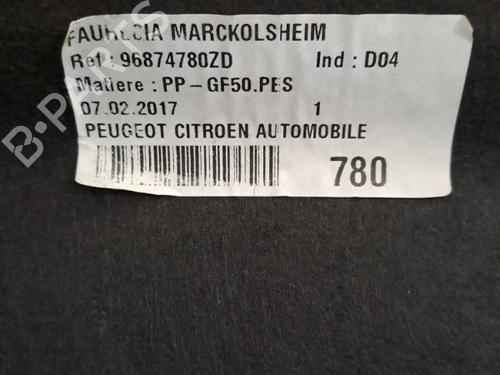 FAURECIA MARCKOLSHEIM
Ref : 96874780ZD Ind : D04
Matiere : PP-GF50.PES
07.02.2017 1
PEUGEOT CITROEN AUTOMOBILE
780
B-PARTS